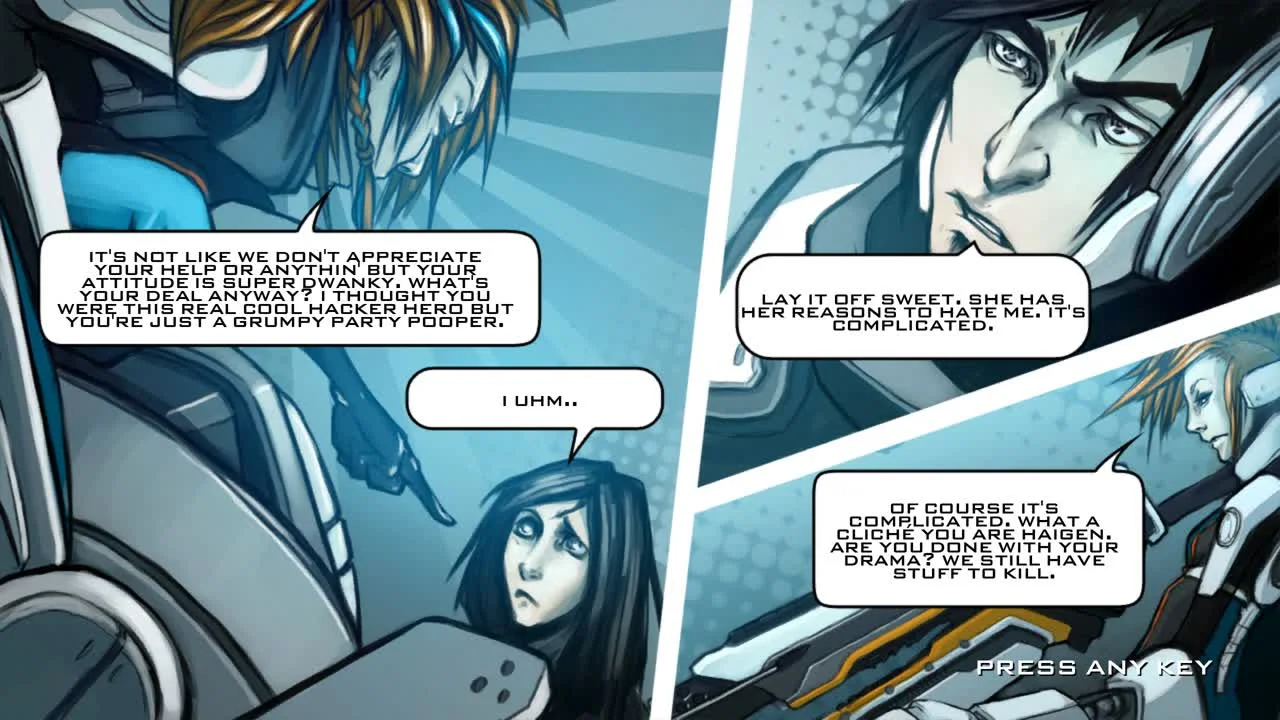 IT'S NOT LIKE WE DON'T APPRECIATE
YOUR HELP OR ANYTHIN' BUT YOUR
ATTITUDE IS SUPER DWANKY. WHAT'S
YOUR DEAL ANYWAY? I THOUGHT YOU
WERE THIS REAL COOL HACKER HERO BUT
YOU'RE JUST A GRUMPY PARTY POOPER.
I UHM..
LAY IT OFF SWEET. SHE HAS
HER REASONS TO HATE ME. IT'S
COMPLICATED.
OF COURSE IT'S
COMPLICATED. WHAT A
CLICHE YOU ARE HAIGEN.
ARE YOU DONE WITH YOUR
DRAMA? WE STILL HAVE
STUFF TO KILL.
PRESS ANY KEY